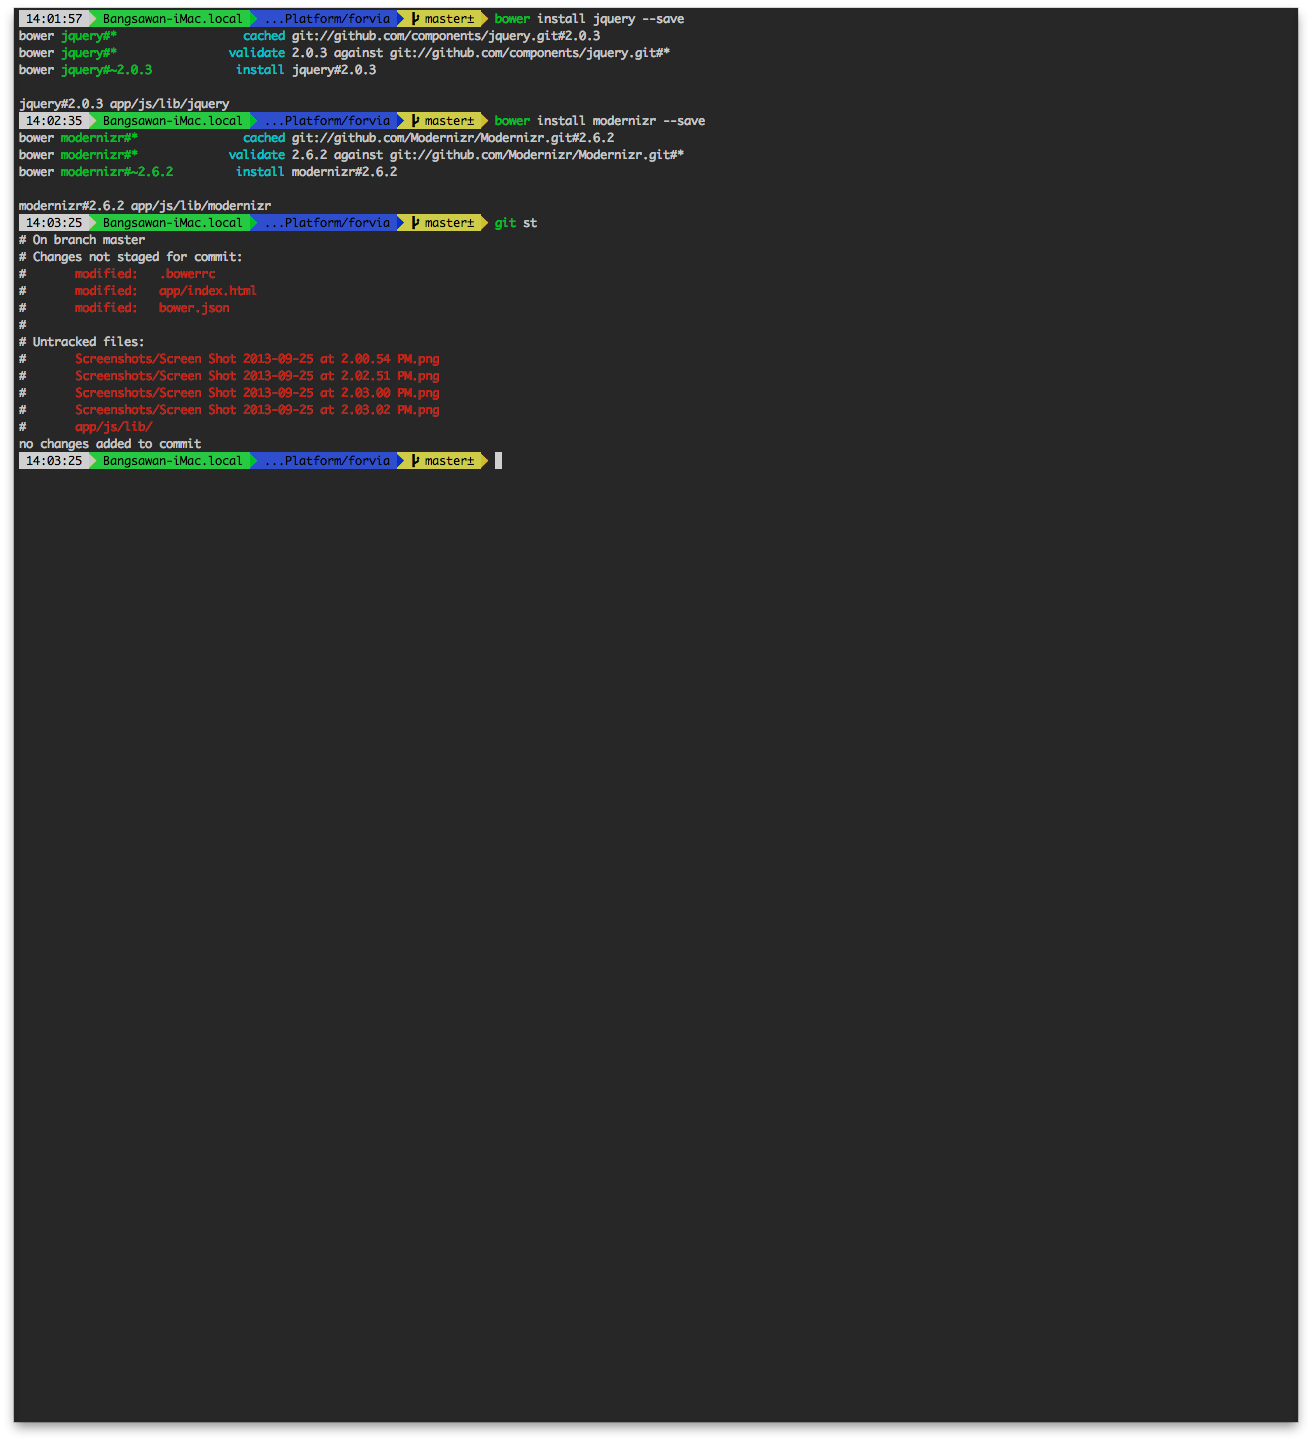 14:01:57 Bangsawan-iMac.local ...Platform/forvia master± bower install jquery --save
bower jquery#* cached git://github.com/components/jquery.git#2.0.3
bower jquery#* validate 2.0.3 against git://github.com/components/jquery.git#*
bower jquery#~2.0.3 install jquery#2.0.3
jquery#2.0.3 app/js/lib/jquery
14:02:35 Bangsawan-iMac.local ...Platform/forvia master± bower install modernizr --save
bower modernizr#* cached git://github.com/Modernizr/Modernizr.git#2.6.2
bower modernizr#* validate 2.6.2 against git://github.com/Modernizr/Modernizr.git#*
bower modernizr#~2.6.2 install modernizr#2.6.2
modernizr#2.6.2 app/js/lib/modernizr
14:03:25 Bangsawan-iMac.local ...Platform/forvia master± git st
# On branch master
# Changes not staged for commit:
# modified: .bowerrc
# modified: app/index.html
# modified: bower.json
#
# Untracked files:
# Screenshots/Screen Shot 2013-09-25 at 2.00.54 PM.png
# Screenshots/Screen Shot 2013-09-25 at 2.02.51 PM.png
# Screenshots/Screen Shot 2013-09-25 at 2.03.00 PM.png
# Screenshots/Screen Shot 2013-09-25 at 2.03.02 PM.png
# app/js/lib/
no changes added to commit
14:03:25 Bangsawan-iMac.local ...Platform/forvia master±